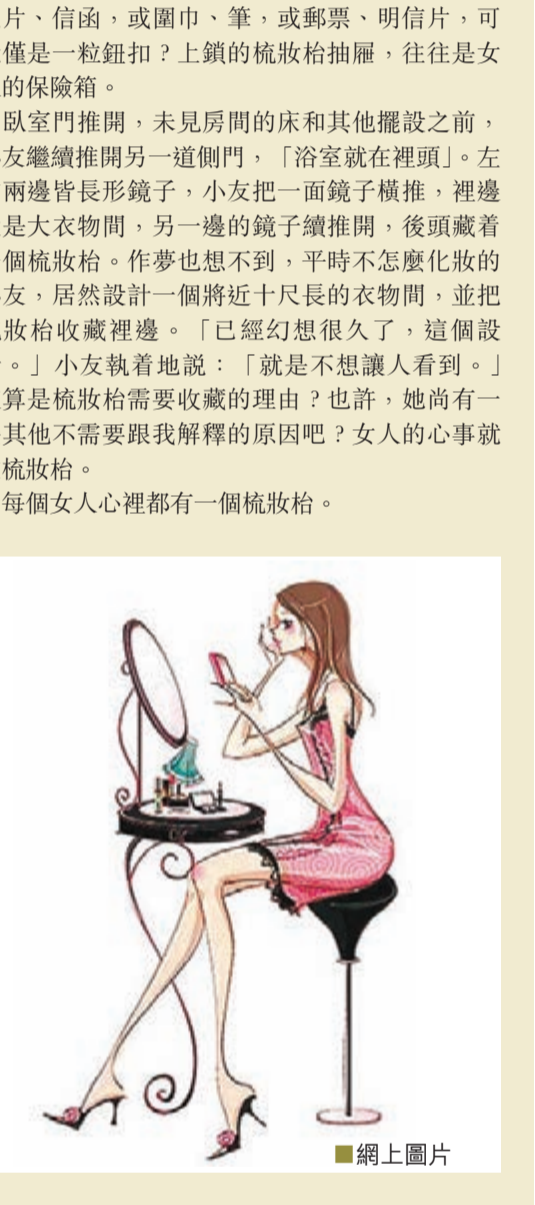 片、信函，或圍巾、筆，或郵票、明信片，可
僅是一粒鈕扣？上鎖的梳妝枱抽屜，往往是女
的保險箱。
臥室門推開，未見房間的床和其他擺設之前，
友繼續推開另一道側門，「浴室就在裡頭」。左
兩邊皆長形鏡子，小友把一面鏡子橫推，裡邊
是大衣物間，另一邊的鏡子續推開，後頭藏着
個梳妝枱。作夢也想不到，平時不怎麼化妝的
友，居然設計一個將近十尺長的衣物間，並把
妝枱收藏裡邊。「已經幻想很久了，這個設
。」小友執着地説：「就是不想讓人看到。」
算是梳妝枱需要收藏的理由？也許，她尚有一
其他不需要跟我解釋的原因吧？女人的心事就
梳妝枱。
每個女人心裡都有一個梳妝枱。
■網上圖片